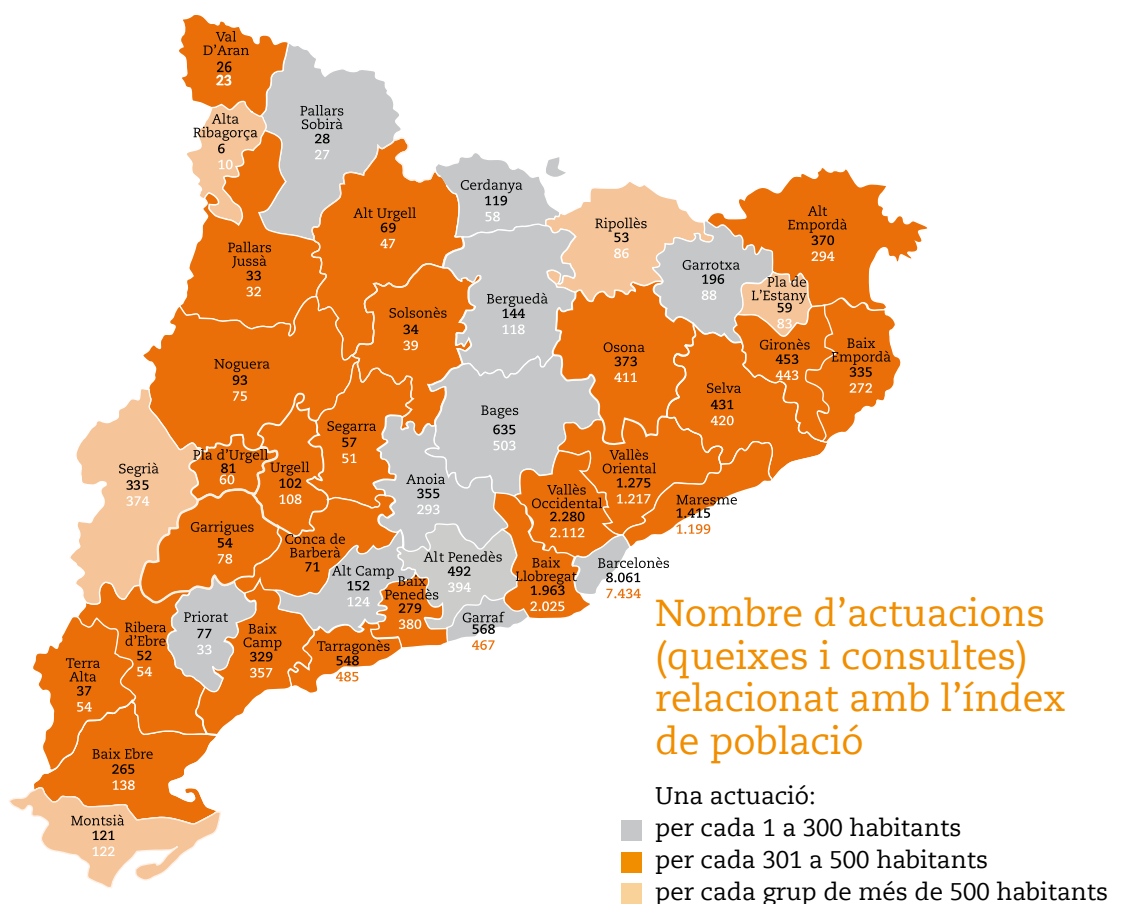 Val
D’Aran
26
23
Alta
Ribagorça
6
10
Pallars
Sobirà
28
27
Cerdanya
119
58
Alt Urgell
69
47
Ripollès
53
86
Alt
Empordà
370
294
Pallars
Jussà
33
32
Garrotxa
196
88
Pla de
L’Estany
59
83
Berguedà
144
118
Solsonès
34
39
Osona
373
411
Gironès
453
443
Baix
Empordà
335
272
Noguera
93
75
Selva
431
420
Bages
635
503
Segarra
57
51
Segrià
335
374
Pla d’Urgell
81
60
Urgell
102
108
Anoia
355
293
Vallès
Oriental
1.275
1.217
Vallès
Occidental
2.280
2.112
Maresme
1.415
1.199
Garrigues
54
78
Conca de
Barberà
71
Alt Camp
152
124
Alt Penedès
492
394
Baix
Penedès
279
380
Baix
Llobregat
1.963
2.025
Barcelonès
8.061
7.434
Garraf
568
467
Priorat
77
33
Ribera
d’Ebre
52
54
Baix
Camp
329
357
Tarragonès
548
485
Terra
Alta
37
54
Baix Ebre
265
138
Montsià
121
122
Nombre d’actuacions
(queixes i consultes)
relacionat amb l’índex
de població
Una actuació:
per cada 1 a 300 habitants
per cada 301 a 500 habitants
per cada grup de més de 500 habitants